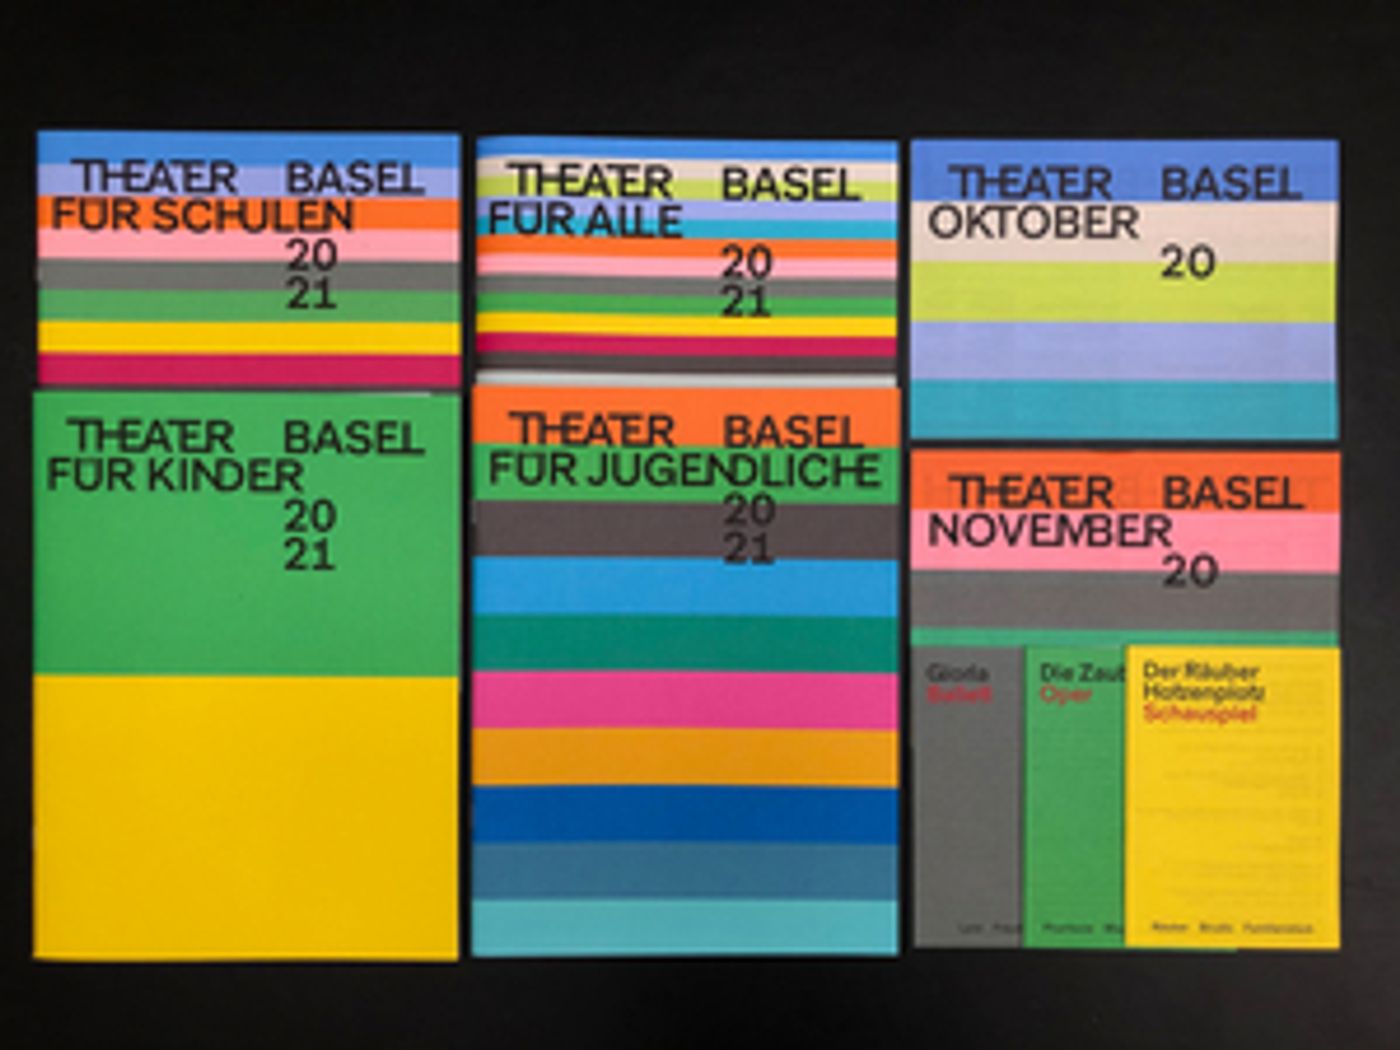 THEATER BASEL
FÜR SCHULEN
20
21
THEATER BASEL
FÜR ALLE
20
21
THEATER BASEL
OKTOBER
20
THEATER BASEL
FÜR KINDER
20
21
THEATER BASEL
FÜR JUGENDLICHE
20
21
THEATER BASEL
NOVEMBER
20
Gloria
Ballett
Die Zaub
Oper
Der Räuber
Hotzenplotz
Schauspiel